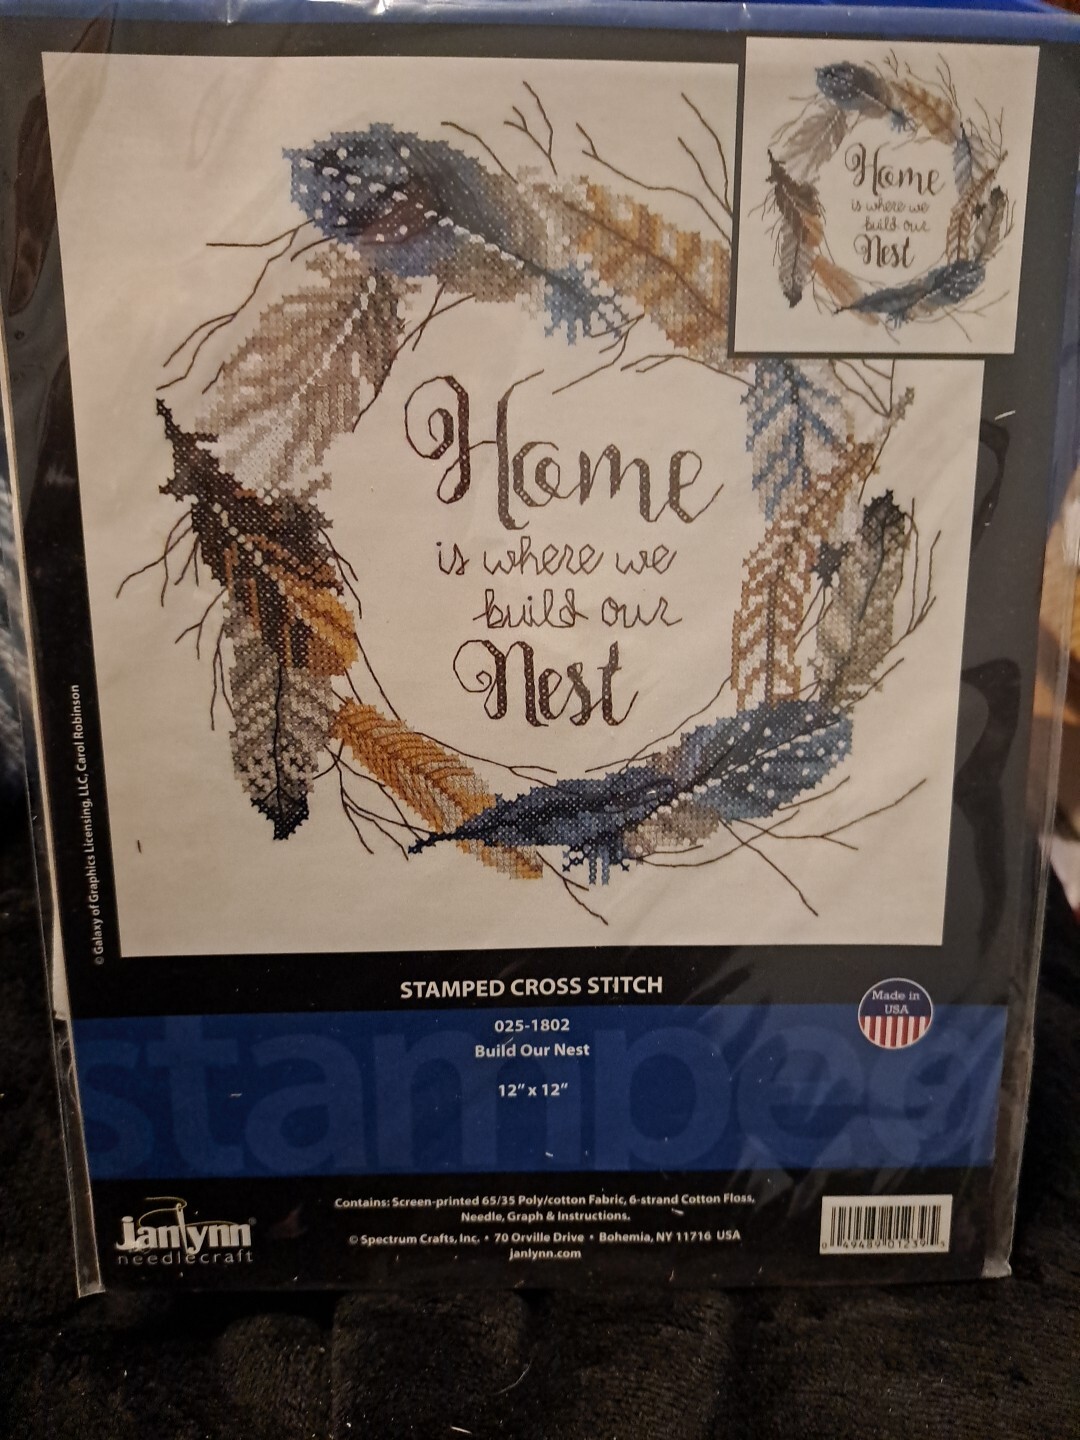 Home
is where we
build our
Nest
Home
is where we
build our
Nest
© Galaxy of Graphics Licensing, LLC, Carol Robinson
STAMPED CROSS STITCH
Made in
USA
stamped
025-1802
Build Our Nest
12" x 12"
janlynn®
needlecraft
Contains: Screen-printed 65/35 Poly/cotton Fabric, 6-strand Cotton Floss,
Needle, Graph & Instructions.
© Spectrum Crafts, Inc. • 70 Orville Drive • Bohemia, NY 11716 USA
janlynn.com